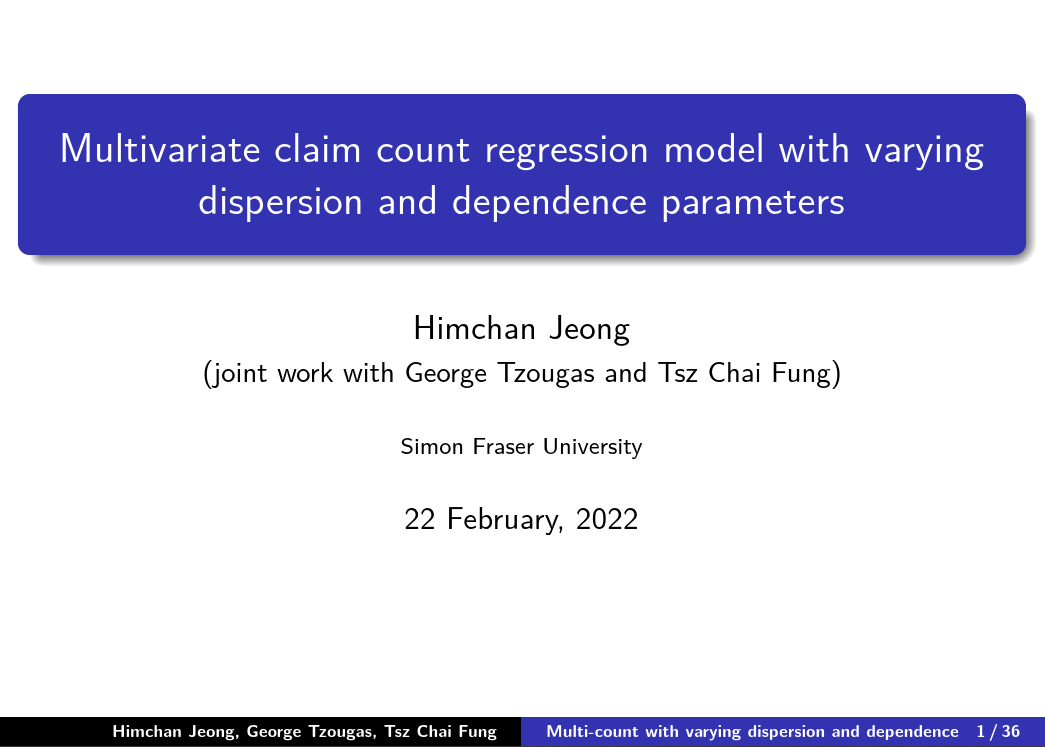 Multivariate claim count regression model with varying
dispersion and dependence parameters
Himchan Jeong
(joint work with George Tzougas and Tsz Chai Fung)
Simon Fraser University
22 February, 2022
Himchan Jeong, George Tzougas, Tsz Chai Fung
Multi-count with varying dispersion and dependence 1 / 36